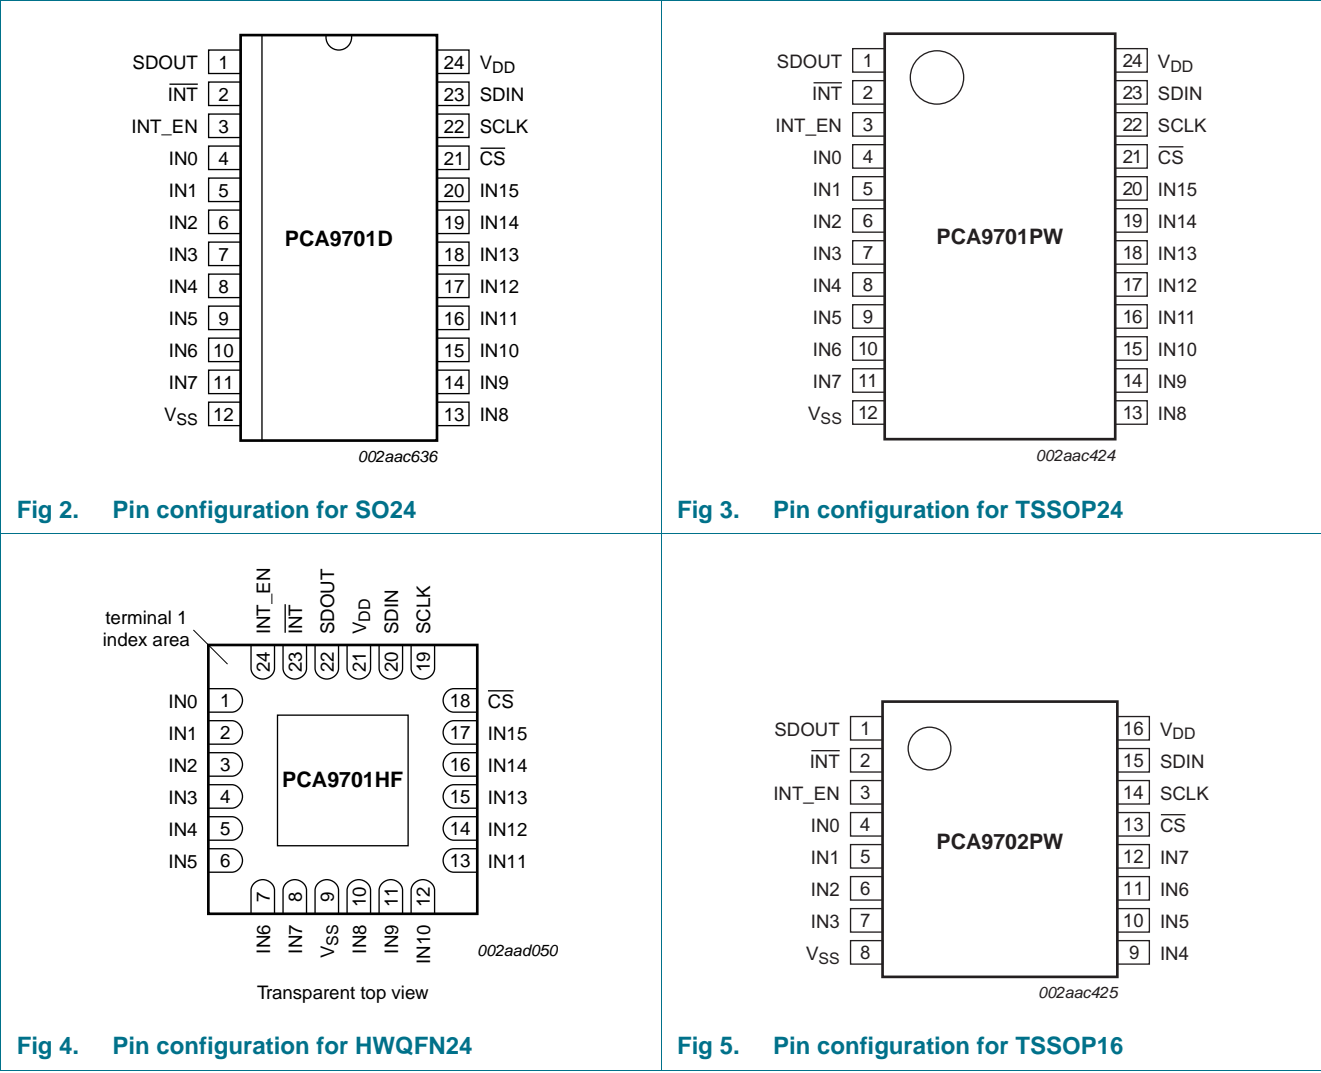 SDOUT 1 24 VDD
INT 2 23 SDIN
INT_EN 3 22 SCLK
IN0 4 21 CS
IN1 5 20 IN15
IN2 6 19 IN14
PCA9701D
IN3 7 18 IN13
IN4 8 17 IN12
IN5 9 16 IN11
IN6 10 15 IN10
IN7 11 14 IN9
VSS 12 13 IN8
002aac636
Fig 2. Pin configuration for SO24
SDOUT 1 24 VDD
INT 2 23 SDIN
INT_EN 3 22 SCLK
IN0 4 21 CS
IN1 5 20 IN15
IN2 6 19 IN14
PCA9701PW
IN3 7 18 IN13
IN4 8 17 IN12
IN5 9 16 IN11
IN6 10 15 IN10
IN7 11 14 IN9
VSS 12 13 IN8
002aac424
Fig 3. Pin configuration for TSSOP24
terminal 1
index area
INT_EN INT SDOUT VDD SDIN SCLK
24 23 22 21 20 19
IN0 1 18 CS
IN1 2 17 IN15
IN2 3 16 IN14
PCA9701HF
IN3 4 15 IN13
IN4 5 14 IN12
IN5 6 13 IN11
7 8 9 10 11 12
IN6 IN7 VSS IN8 IN9 IN10
002aad050
Transparent top view
Fig 4. Pin configuration for HWQFN24
SDOUT 1 16 VDD
INT 2 15 SDIN
INT_EN 3 14 SCLK
IN0 4 13 CS
PCA9702PW
IN1 5 12 IN7
IN2 6 11 IN6
IN3 7 10 IN5
VSS 8 9 IN4
002aac425
Fig 5. Pin configuration for TSSOP16